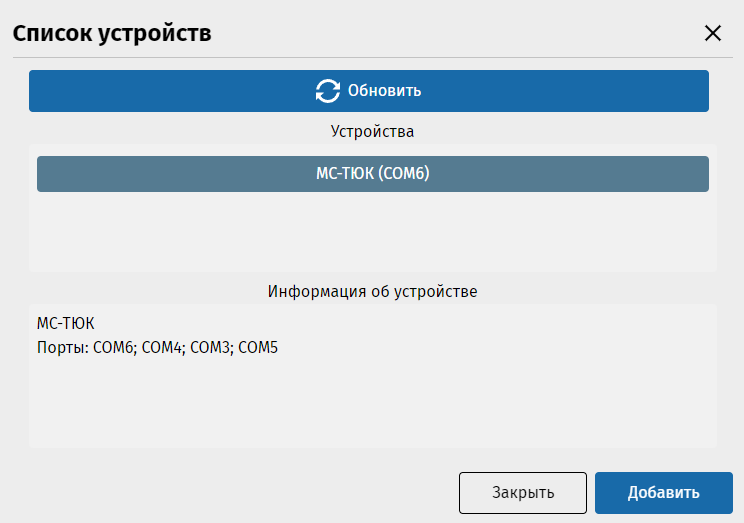 Список устройств
Обновить
Устройства
МС-ТЮК (COM6)
Информация об устройстве
МС-ТЮК
Порты: COM6; COM4; COM3; COM5
Закрыть
Добавить